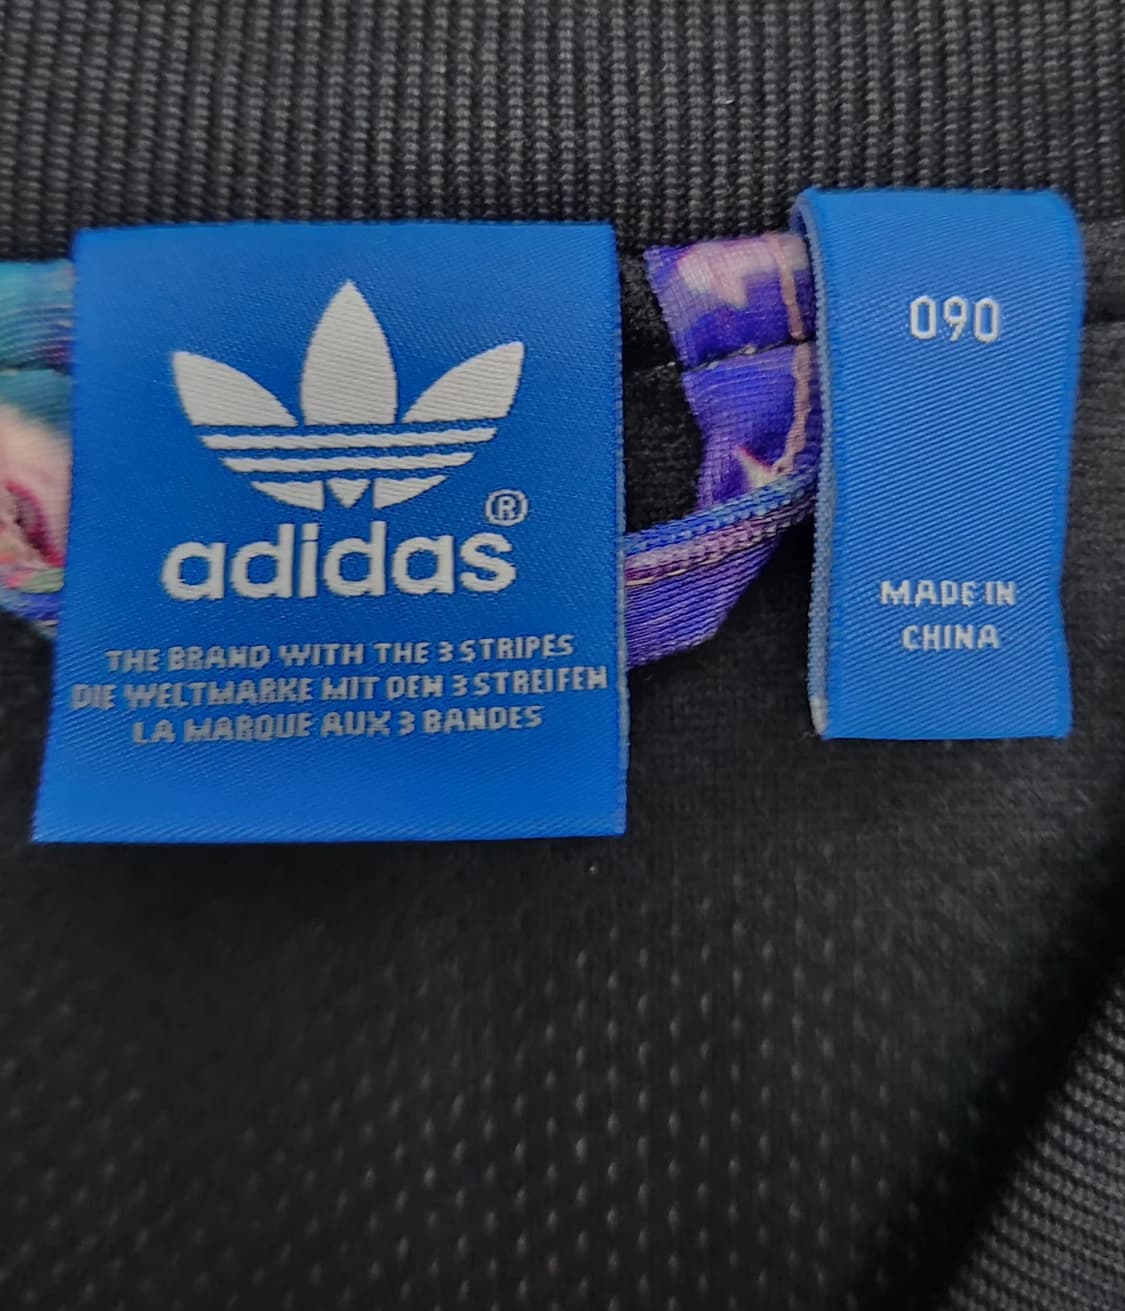 adidas®
THE BRAND WITH THE 3 STRIPES
DIE WELTMARKE MIT DEN 3 STREIFEN
LA MARQUE AUX 3 BANDES
090
MADE IN
CHINA